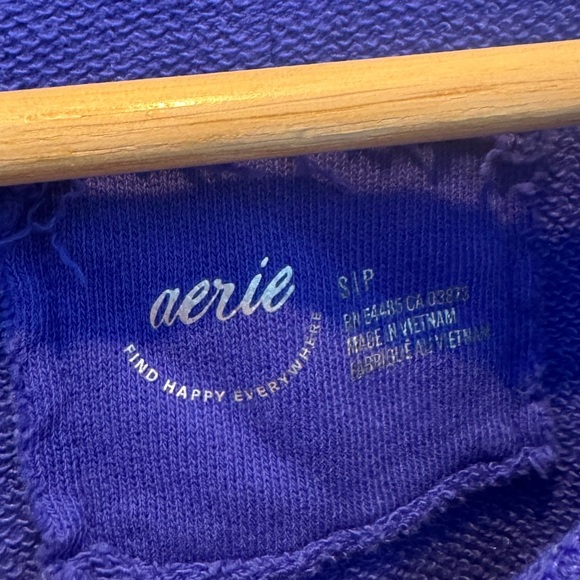 aerie
FIND HAPPY EVERYWHERE
S | P
RN 54485 CA 03873
MADE IN VIETNAM
FABRIQUÉ AU VIETNAM